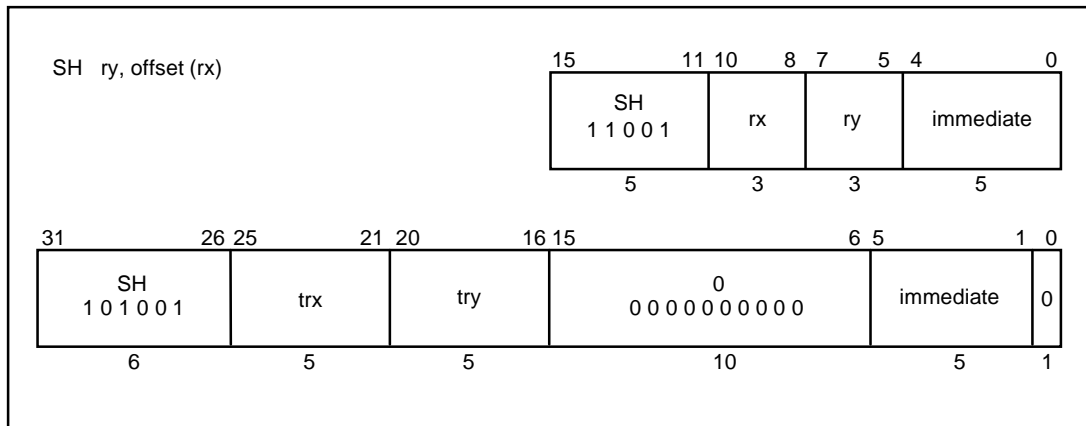 SH ry, offset (rx)
15 11 10 8 7 5 4 0
SH
1 1 0 0 1
rx
ry
immediate
5 3 3 5
31 26 25 21 20 16 15 6 5 1 0
SH
1 0 1 0 0 1
trx
try
0
0 0 0 0 0 0 0 0 0 0
immediate
0
6 5 5 10 5 1